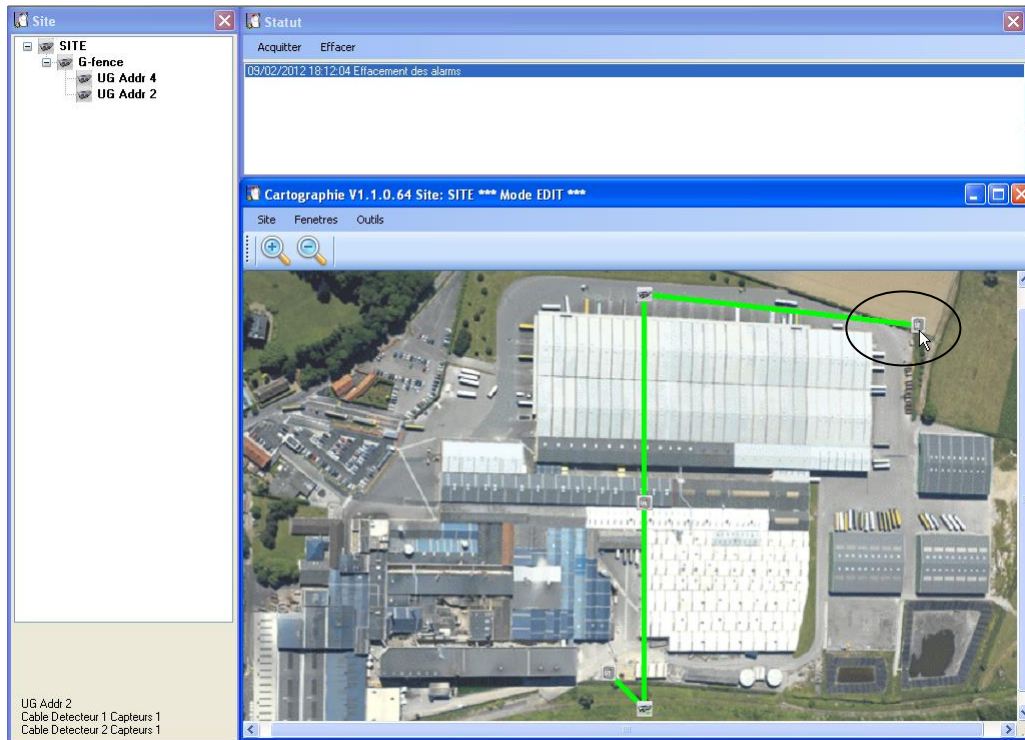 Site
SITE
G-fence
UG Addr 4
UG Addr 2
UG Addr 2
Cable Detecteur 1 Capteurs 1
Cable Detecteur 2 Capteurs 1
Statut
Acquitter Effacer
09/02/2012 18:12:04 Effacement des alarms
Cartographie V1.1.0.64 Site: SITE *** Mode EDIT ***
Site Fenetres Outils